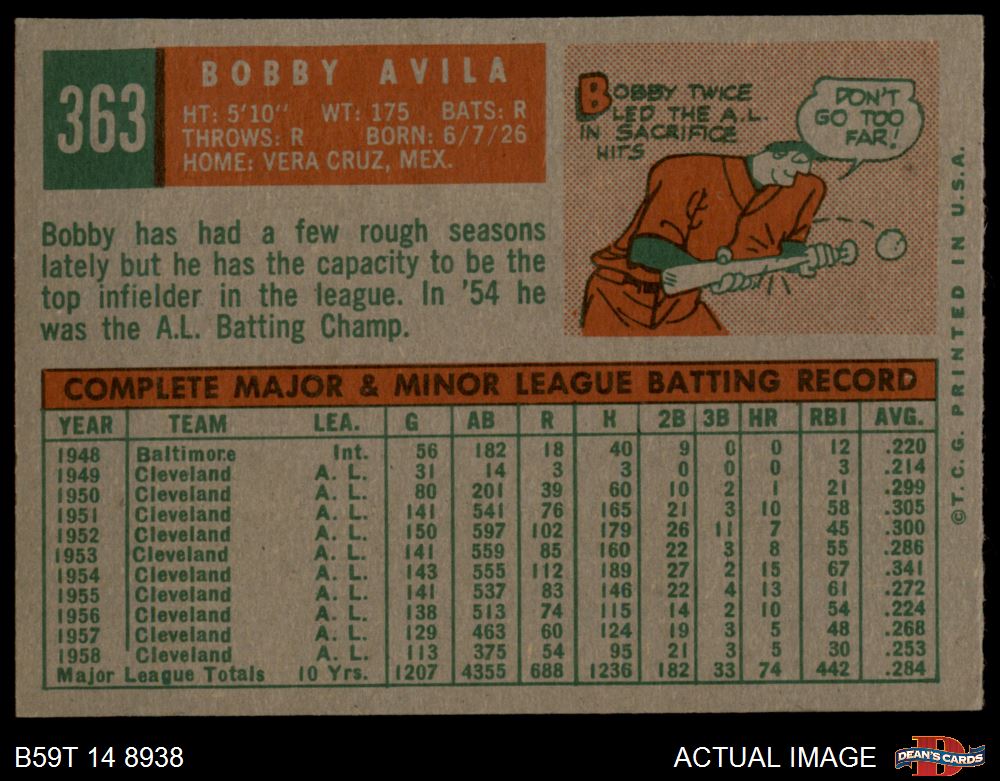 363
BOBBY AVILA
HT: 5'10" WT: 175 BATS: R
THROWS: R BORN: 6/7/26
HOME: VERA CRUZ, MEX.
BOBBY TWICE
LED THE A.L.
IN SACRIFICE
HITS
DON'T
GO TOO
FAR!
Bobby has had a few rough seasons
lately but he has the capacity to be the
top infielder in the league. In '54 he
was the A.L. Batting Champ.
COMPLETE MAJOR & MINOR LEAGUE BATTING RECORD
YEAR TEAM LEA. G AB R H 2B 3B HR RBI AVG.
1948 Baltimore Int. 56 182 18 40 9 0 0 12 .220
1949 Cleveland A. L. 31 14 3 3 0 0 0 3 .214
1950 Cleveland A. L. 80 201 39 60 10 2 1 21 .299
1951 Cleveland A. L. 141 541 76 165 21 3 10 58 .305
1952 Cleveland A. L. 150 597 102 179 26 11 7 45 .300
1953 Cleveland A. L. 141 559 85 160 22 3 8 55 .286
1954 Cleveland A. L. 143 555 112 189 27 2 15 67 .341
1955 Cleveland A. L. 141 537 83 146 22 4 13 61 .272
1956 Cleveland A. L. 138 513 74 115 14 2 10 54 .224
1957 Cleveland A. L. 129 463 60 124 19 3 5 48 .268
1958 Cleveland A. L. 113 375 54 95 21 3 5 30 .253
Major League Totals 10 Yrs. 1207 4355 688 1236 182 33 74 442 .284
©T. C. G. PRINTED IN U.S.A.
B59T 14 8938
ACTUAL IMAGE
D
DEAN'S CARDS